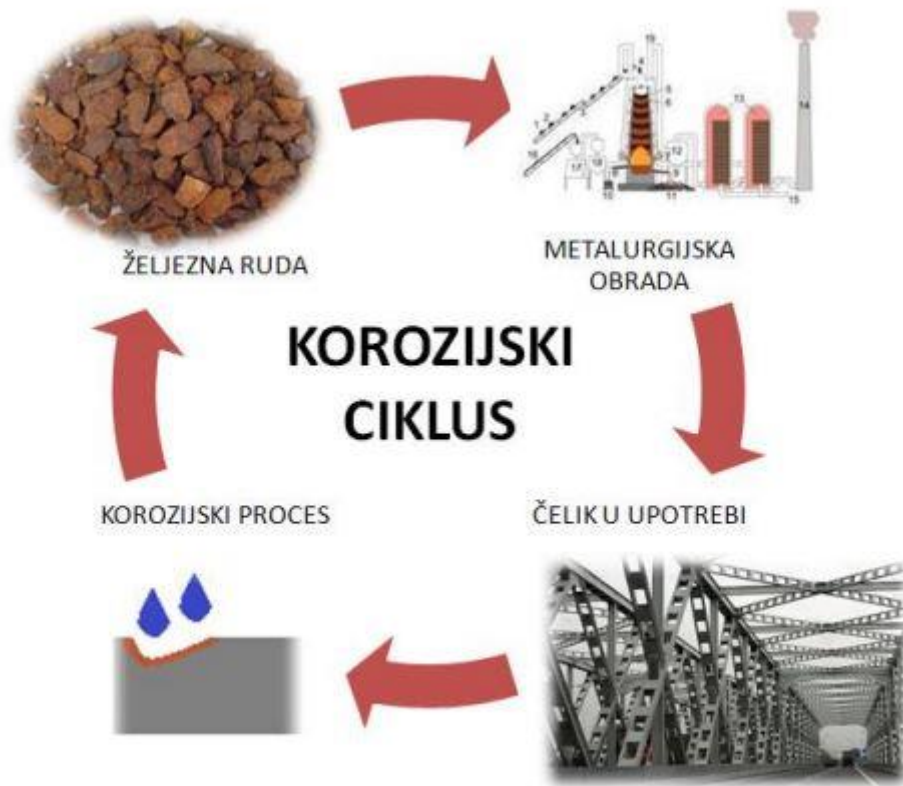 ŽELJEZNA RUDA
METALURGIJSKA
OBRADA
KOROZIJSKI
CIKLUS
KOROZIJSKI PROCES
ČELIK U UPOTREBI